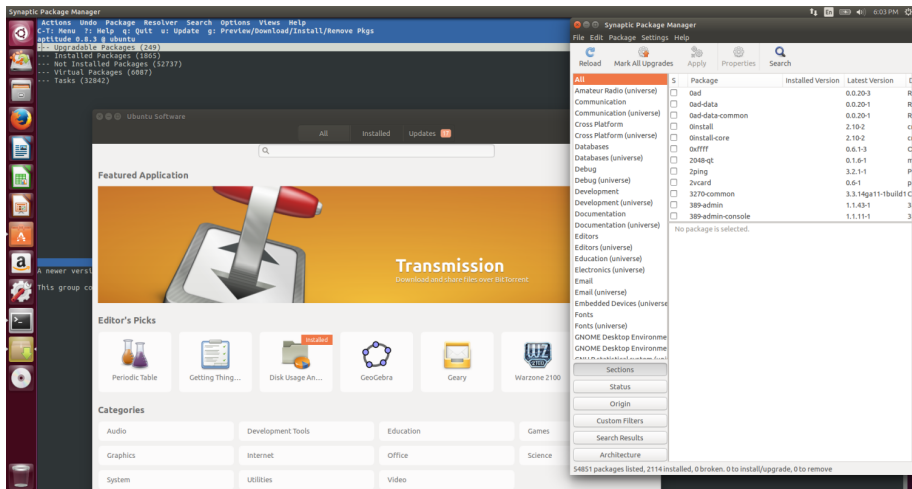 Synaptic Package Manager
En
6:03 PM
Actions Undo Package Resolver Search Options Views Help
C-T: Menu ?: Help q: Quit u: Update g: Preview/Download/Install/Remove Pkgs
aptitude 0.8.3 @ ubuntu
--- Upgradable Packages (249)
--- Installed Packages (1865)
--- Not Installed Packages (52737)
--- Virtual Packages (6087)
--- Tasks (32842)
A newer versi
This group co
Ubuntu Software
All Installed Updates
Featured Application
Transmission
Download and share files over BitTorrent
Editor's Picks
Installed
Periodic Table
Getting Thing...
Disk Usage An...
GeoGebra
Geary
WZ
2100
Warzone 2100
Categories
Audio Development Tools Education Games
Graphics Internet Office Science
System Utilities Video
Synaptic Package Manager
File Edit Package Settings Help
Reload Mark All Upgrades Apply Properties Search
All
Amateur Radio (universe)
Communication
Communication (universe)
Cross Platform
Cross Platform (universe)
Databases
Databases (universe)
Debug
Debug (universe)
Development
Development (universe)
Documentation
Documentation (universe)
Editors
Editors (universe)
Education (universe)
Electronics (universe)
Email
Email (universe)
Embedded Devices (universe
Fonts
Fonts (universe)
GNOME Desktop Environme
GNOME Desktop Environme
Sections
Status
Origin
Custom Filters
Search Results
Architecture
S Package Installed Version Latest Version D
0ad 0.0.20-3 R
0ad-data 0.0.20-1 R
0ad-data-common 0.0.20-1 R
0install 2.10-2 c
0install-core 2.10-2 c
0xffff 0.6.1-3 O
2048-qt 0.1.6-1 m
2ping 3.2.1-1 P
2vcard 0.6-1 p
3270-common 3.3.14ga11-1build1 C
389-admin 1.1.43-1 3
389-admin-console 1.1.11-1 3
No package is selected.
54851 packages listed, 2114 installed, 0 broken. 0 to install/upgrade, 0 to remove